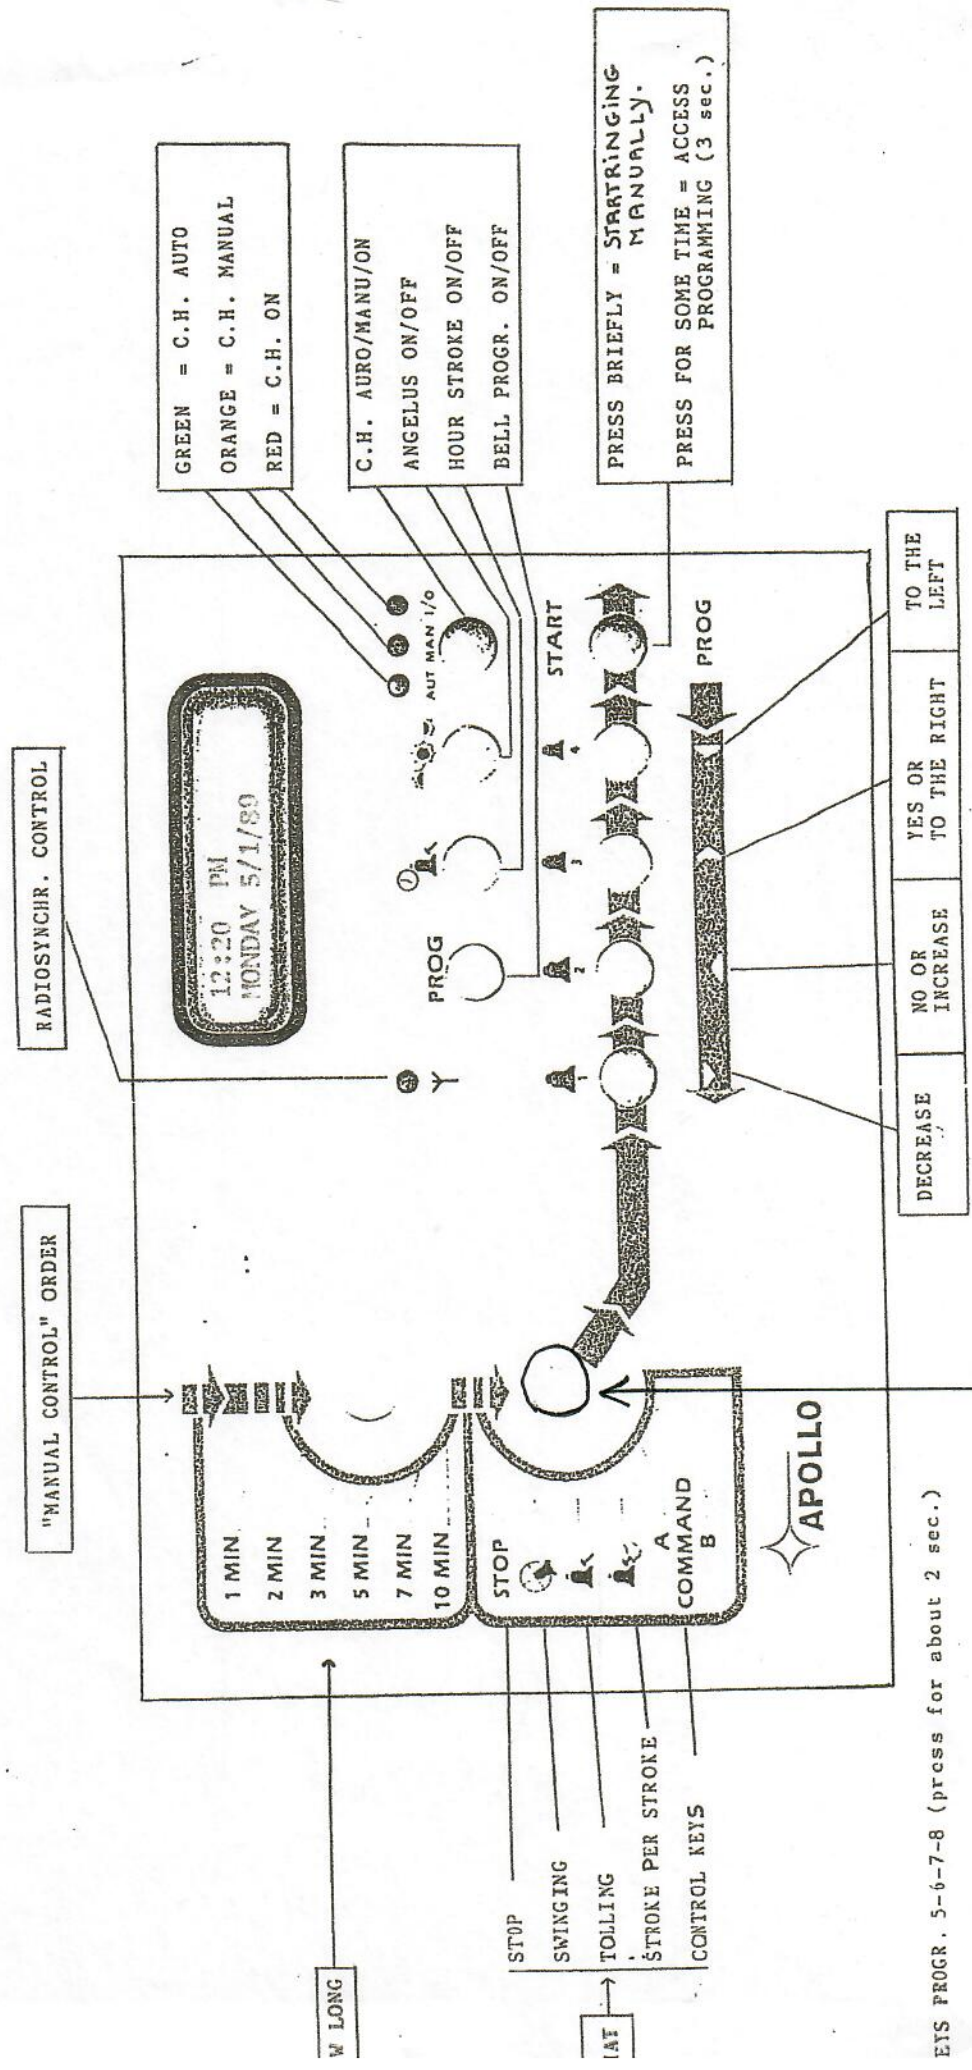 RADIOSYNCHR. CONTROL
"MANUAL CONTROL" ORDER
GREEN = C.H. AUTO
ORANGE = C.H. MANUAL
RED = C.H. ON
C.H. AURO/MANU/ON
ANGELUS ON/OFF
HOUR STROKE ON/OFF
BELL PROGR. ON/OFF
PRESS BRIEFLY = STARTRiNGiNG
MANUALLY.
PRESS FOR SOME TIME = ACCESS
PROGRAMMING (3 sec.)
12:20 PM
MONDAY 5/1/89
AUT MAN I/O
PROG
1 MIN
2 MIN
3 MIN
5 MIN
7 MIN
10 MIN
STOP
A
COMMAND
B
1
2
3
4
START
PROG
APOLLO
W LONG
STOP
SWINGING
TOLLING
STROKE PER STROKE
CONTROL KEYS
HAT
DECREASE
NO OR
INCREASE
YES OR
TO THE RIGHT
TO THE
LEFT
EYS PROGR. 5-6-7-8 (press for about 2 sec.)